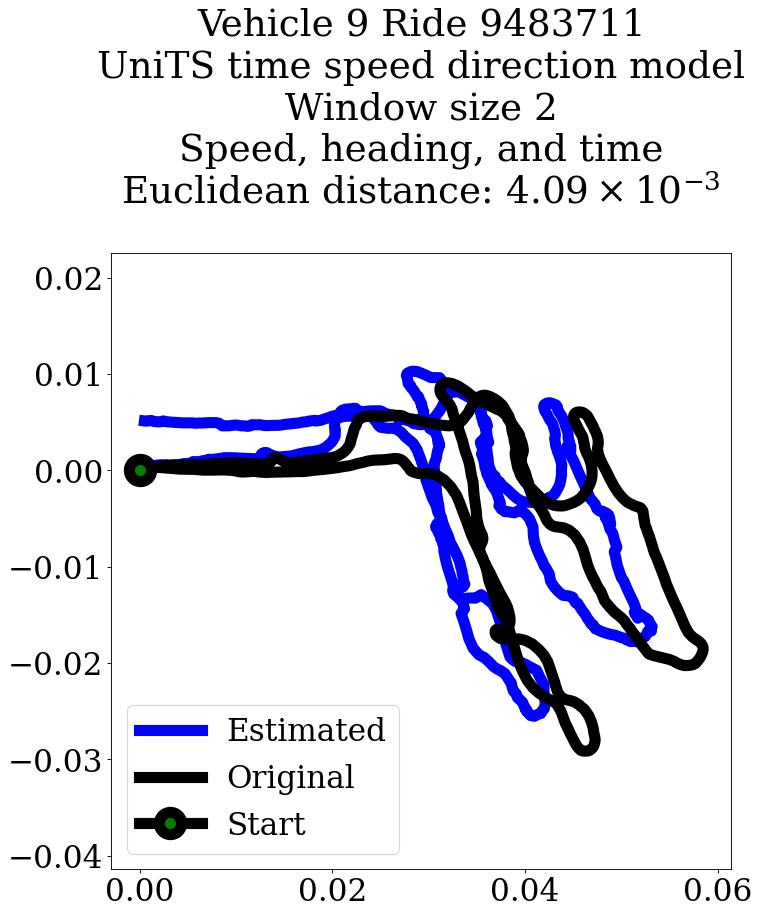 Vehicle 9 Ride 9483711
UniTS time speed direction model
Window size 2
Speed, heading, and time
Euclidean distance: 4.09 × 10⁻³
0.02
0.01
0.00
−0.01
−0.02
−0.03
−0.04
Estimated
Original
Start
0.00 0.02 0.04 0.06